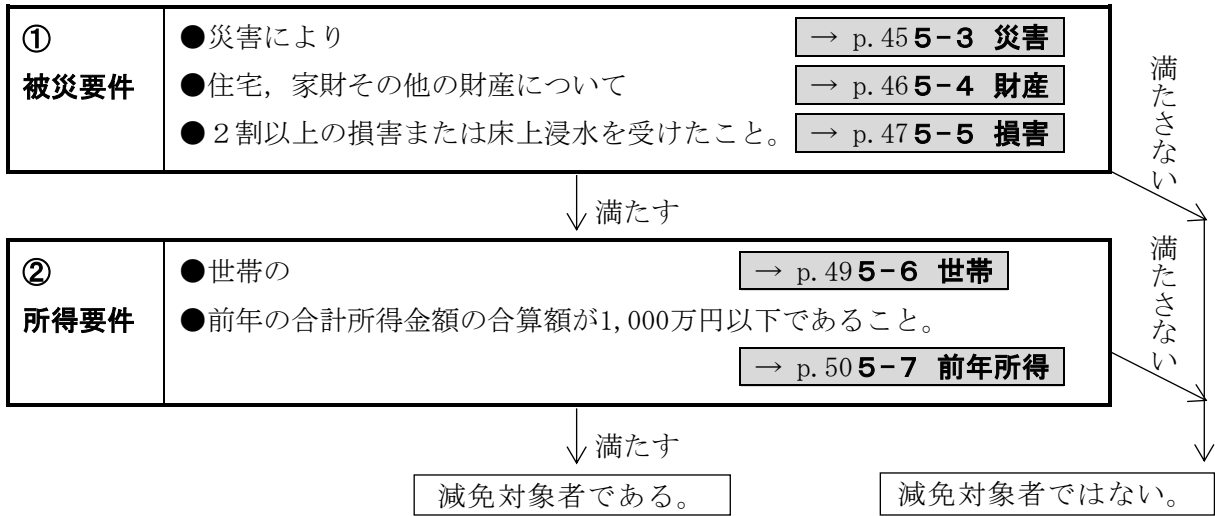 ①
被災要件
●災害により
→ p.45 5-3 災害
●住宅，家財その他の財産について
→ p.46 5-4 財産
●２割以上の損害または床上浸水を受けたこと。
→ p.47 5-5 損害
満たさない
満たす
②
所得要件
●世帯の
→ p.49 5-6 世帯
●前年の合計所得金額の合算額が1,000万円以下であること。
→ p.50 5-7 前年所得
満たさない
満たす
減免対象者である。
減免対象者ではない。